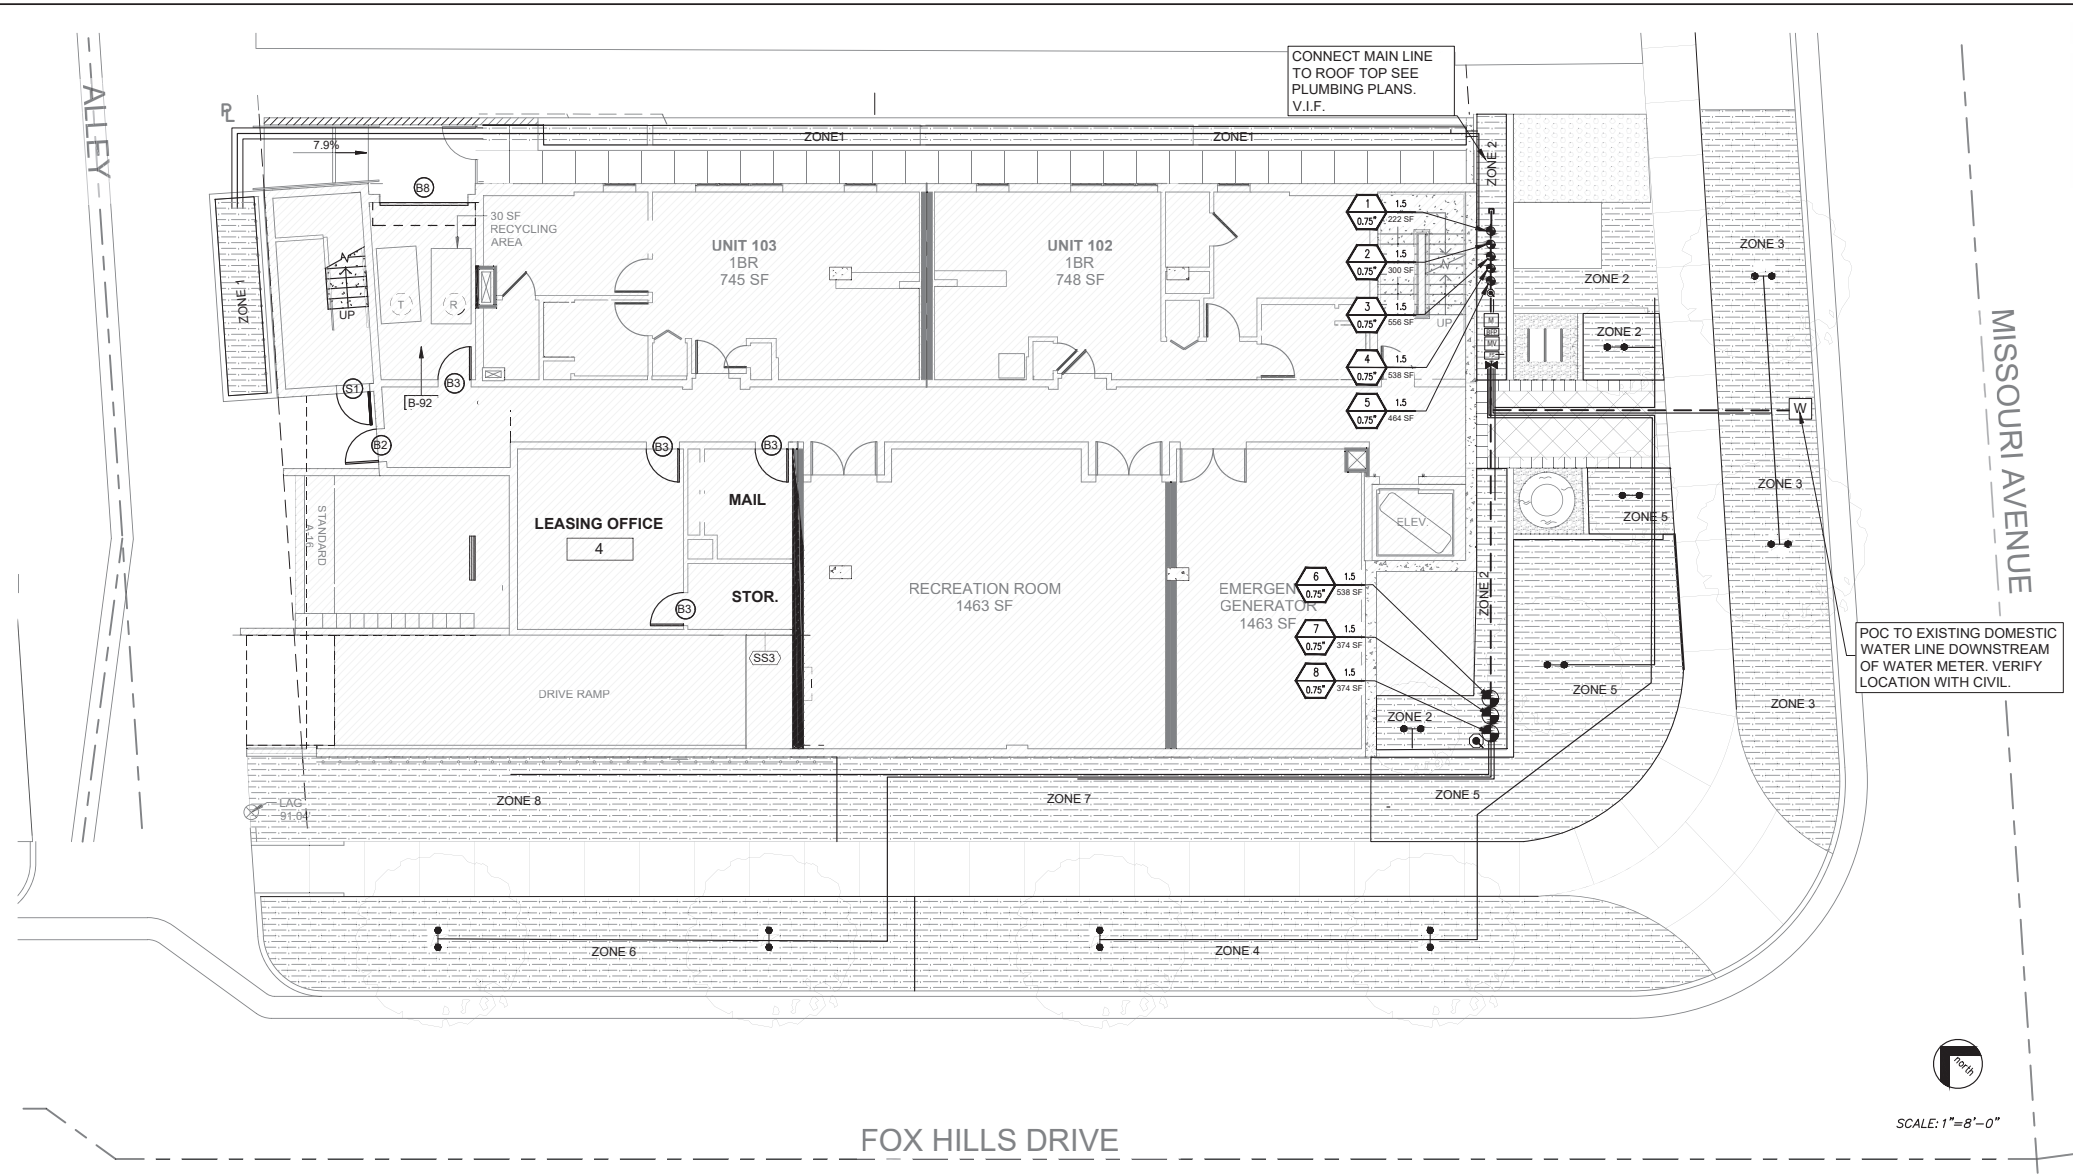 CONNECT MAIN LINE
TO ROOF TOP SEE
PLUMBING PLANS.
V.I.F.
ALLEY
PL
7.9%
ZONE1
ZONE1
ZONE 2
B8
30 SF
RECYCLING
AREA
UNIT 103
1BR
745 SF
UNIT 102
1BR
748 SF
1
1.5
0.75"
222 SF
2
1.5
0.75"
300 SF
3
1.5
0.75"
556 SF
4
1.5
0.75"
538 SF
5
1.5
0.75"
464 SF
ZONE 3
ZONE 2
ZONE 1
T
R
UP
UP
M
BFP
MV
FS
ZONE 2
MISSOURI AVENUE
S1
B3
B-92
W
B2
B3
B3
ZONE 3
STANDARD
A-16
MAIL
LEASING OFFICE
4
ELEV.
ZONE 5
RECREATION ROOM
1463 SF
EMERGEN
GENERATOR
1463 SF
STOR.
B3
6
1.5
0.75"
538 SF
7
1.5
0.75"
374 SF
8
1.5
0.75"
374 SF
ZONE 2
POC TO EXISTING DOMESTIC
WATER LINE DOWNSTREAM
OF WATER METER. VERIFY
LOCATION WITH CIVIL.
SS3
DRIVE RAMP
ZONE 5
ZONE 3
ZONE 2
LAG
91.04'
ZONE 8
ZONE 7
ZONE 5
ZONE 6
ZONE 4
north
SCALE: 1"=8'-0"
FOX HILLS DRIVE